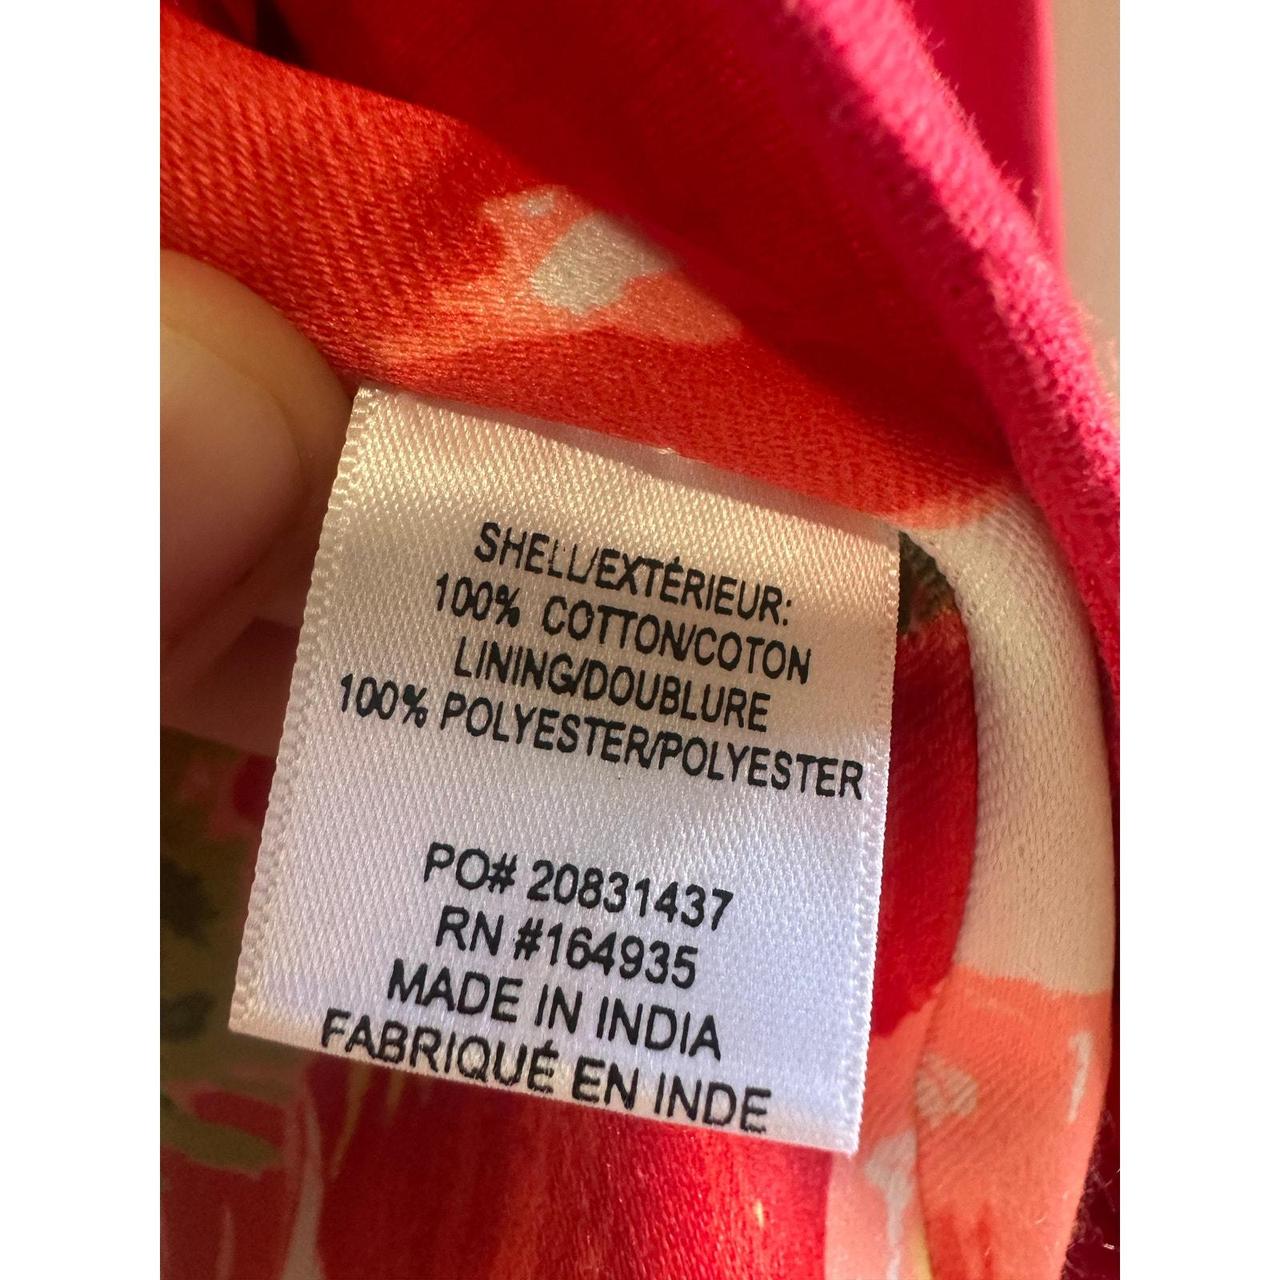 SHELL/EXTÉRIEUR:
100% COTTON/COTON
LINING/DOUBLURE
100% POLYESTER/POLYESTER
PO# 20831437
RN #164935
MADE IN INDIA
FABRIQUÉ EN INDE